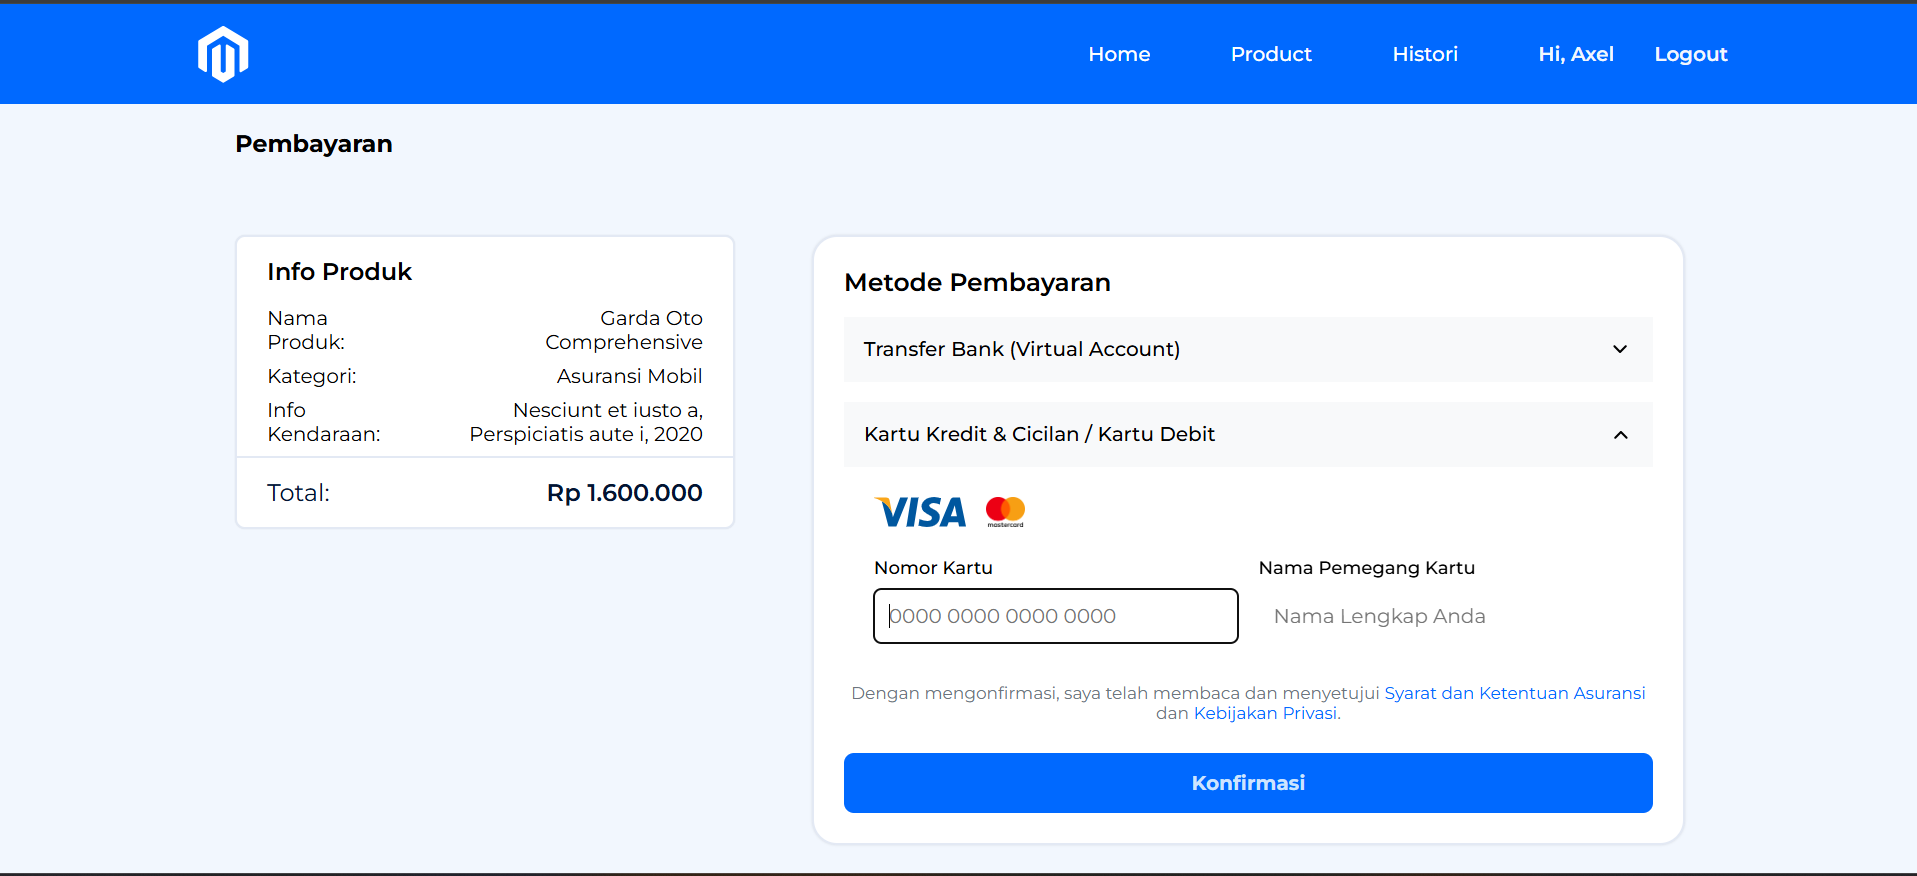 Home Product Histori Hi, Axel Logout
Pembayaran
Info Produk
Nama Produk:
Garda Oto Comprehensive
Kategori:
Asuransi Mobil
Info Kendaraan:
Nesciunt et iusto a, Perspiciatis aute i, 2020
Total:
Rp 1.600.000
Metode Pembayaran
Transfer Bank (Virtual Account)
Kartu Kredit & Cicilan / Kartu Debit
VISA mastercard
Nomor Kartu
0000 0000 0000 0000
Nama Pemegang Kartu
Nama Lengkap Anda
Dengan mengonfirmasi, saya telah membaca dan menyetujui Syarat dan Ketentuan Asuransi
dan Kebijakan Privasi.
Konfirmasi